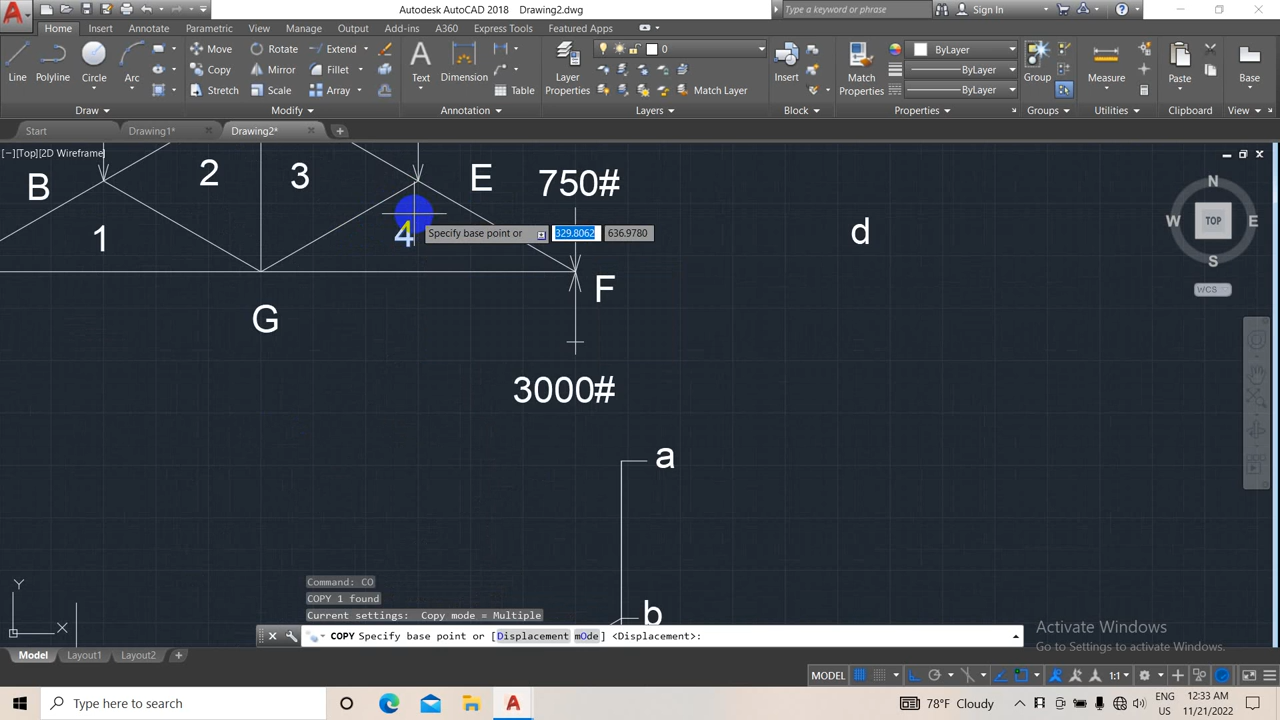 Autodesk AutoCAD 2018 Drawing2.dwg
Type a keyword or phrase
Sign In
Home Insert Annotate Parametric View Manage Output Add-ins A360 Express Tools Featured Apps
Line
Polyline
Circle
Arc
Move
Rotate
Extend
Copy
Mirror
Fillet
Stretch
Scale
Array
Text
Dimension
Table
Layer
Properties
0
Match Layer
Insert
Match
Properties
ByLayer
ByLayer
ByLayer
Group
Measure
Paste
Base
Draw
Modify
Annotation
Layers
Block
Properties
Groups
Utilities
Clipboard
View
Start
Drawing1*
Drawing2*
[−][Top][2D Wireframe]
N
W
TOP
E
S
WCS
B
2
3
E
750#
1
4
Specify base point or
329.8062
636.9780
d
F
G
3000#
a
b
Y
X
Command: CO
COPY 1 found
Current settings: Copy mode = Multiple
COPY Specify base point or [Displacement mOde] <Displacement>:
Activate Windows
Go to Settings to activate Windows.
Model
Layout1
Layout2
MODEL
1:1
Type here to search
78°F Cloudy
ENG
US
12:33 AM
11/21/2022